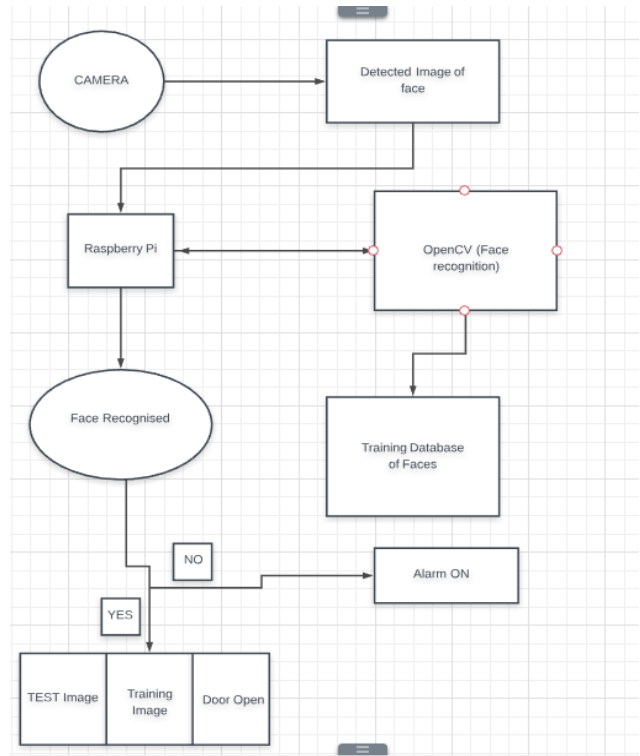 CAMERA
Detected Image of
face
Raspberry Pi
OpenCV (Face
recognition)
Face Recognised
Training Database
of Faces
NO
Alarm ON
YES
TEST Image
Training
Image
Door Open